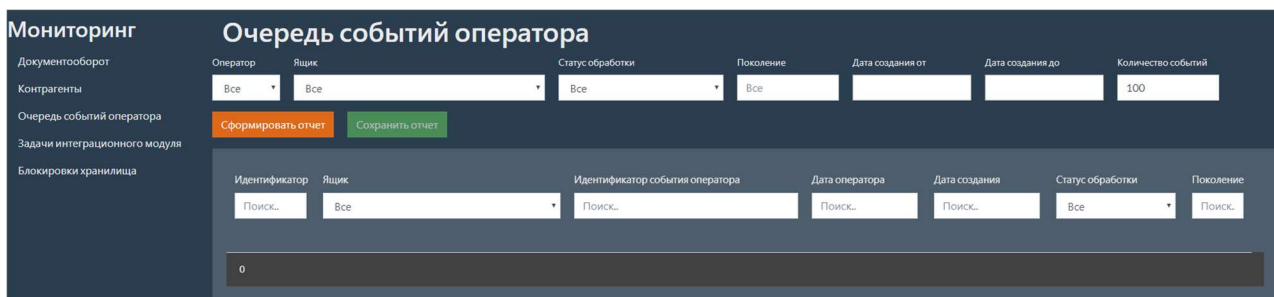 Мониторинг
Документооборот
Контрагенты
Очередь событий оператора
Задачи интеграционного модуля
Блокировки хранилища
Очередь событий оператора
Оператор Ящик Статус обработки Поколение Дата создания от Дата создания до Количество событий
Все Все Все Все 100
Сформировать отчет Сохранить отчет
Идентификатор Ящик Идентификатор события оператора Дата оператора Дата создания Статус обработки Поколение
Поиск.. Все Поиск.. Поиск.. Поиск.. Все Поиск.
0